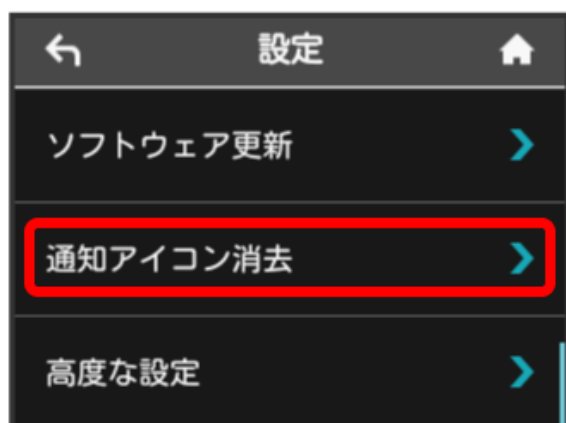 設定
ソフトウェア更新
通知アイコン消去
高度な設定